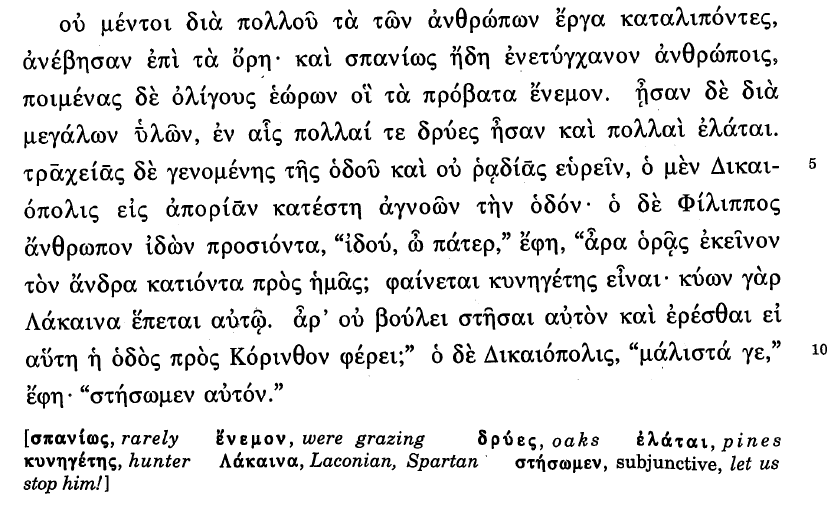 οὐ μέντοι διὰ πολλοῦ τὰ τῶν ἀνθρώπων ἔργα καταλιπόντες,
ἀνέβησαν ἐπὶ τὰ ὄρη· καὶ σπανίως ἤδη ἐνετύγχανον ἀνθρώποις,
ποιμένας δὲ ὀλίγους ἑώρων οἳ τὰ πρόβατα ἔνεμον. ᾖσαν δὲ διὰ
μεγάλων ὑ̄λῶν, ἐν αἷς πολλαί τε δρύες ἦσαν καὶ πολλαὶ ἐλάται.
τρᾱχείᾱς δὲ γενομένης τῆς ὁδοῦ καὶ οὐ ῥᾳδίᾱς εὑρεῖν, ὁ μὲν Δικαι- 5
όπολις εἰς ἀπορίᾱν κατέστη ἀγνοῶν τὴν ὁδόν· ὁ δὲ Φίλιππος
ἄνθρωπον ἰδὼν προσιόντα, “ἰδού, ὦ πάτερ,” ἔφη, “ἆρα ὁρᾷς ἐκεῖνον
τὸν ἄνδρα κατιόντα πρὸς ἡμᾶς; φαίνεται κυνηγέτης εἶναι· κύων γὰρ
Λάκαινα ἕπεται αὐτῷ. ἆρ’ οὐ βούλει στῆσαι αὐτὸν καὶ ἐρέσθαι εἰ
αὕτη ἡ ὁδὸς πρὸς Κόρινθον φέρει;” ὁ δὲ Δικαιόπολις, “μάλιστά γε,” 10
ἔφη· “στήσωμεν αὐτόν.”
[σπανίως, rarely ἔνεμον, were grazing δρύες, oaks ἐλάται, pines
κυνηγέτης, hunter Λάκαινα, Laconian, Spartan στήσωμεν, subjunctive, let us
stop him!]